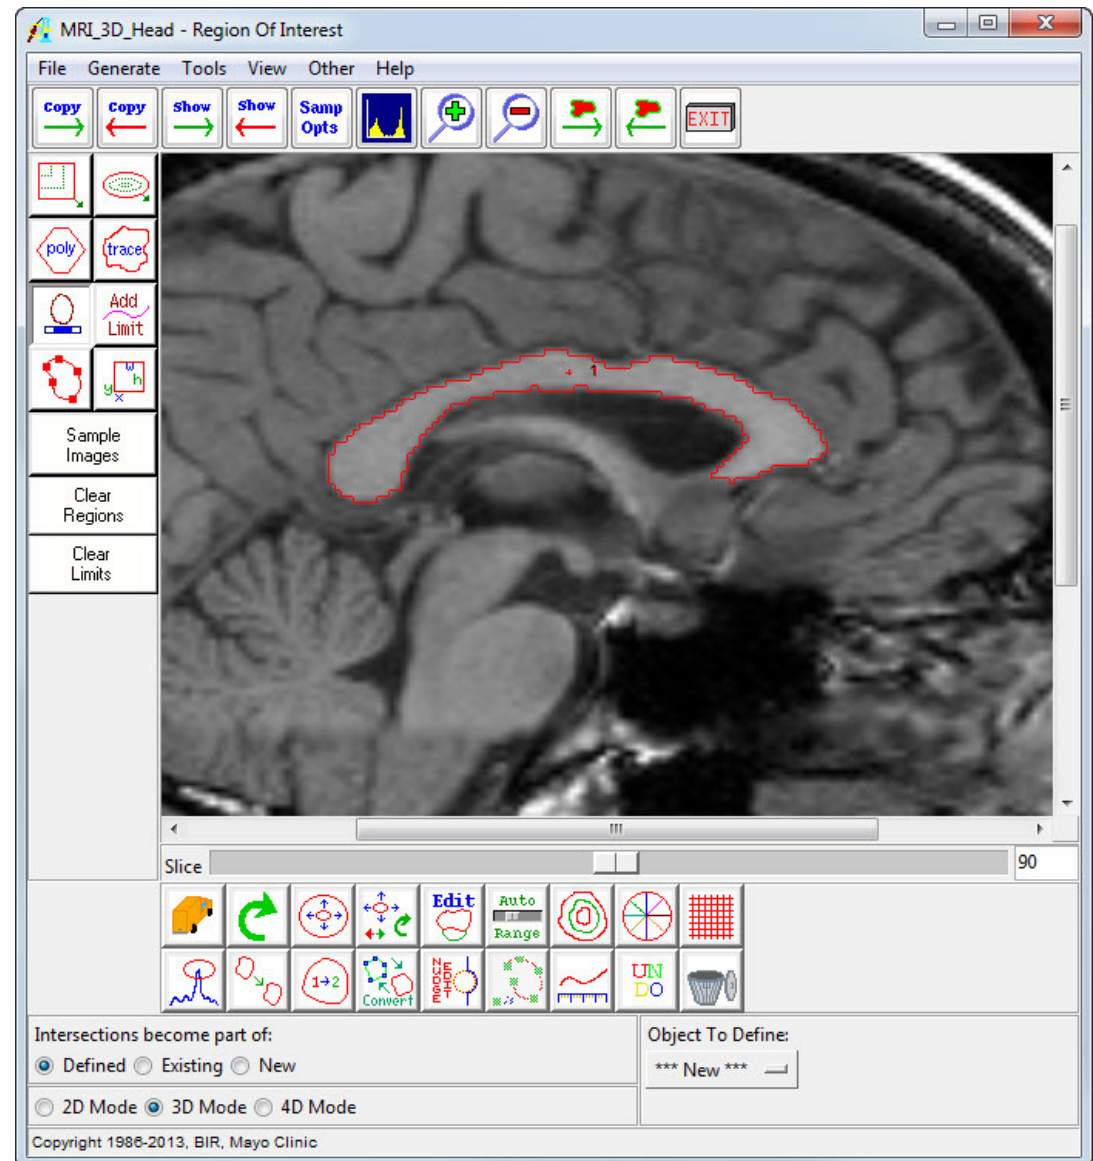 MRI_3D_Head - Region Of Interest
File Generate Tools View Other Help
Copy Copy Show Show Samp Opts EXIT
poly trace
Add
Limit
y w h x
Sample
Images
Clear
Regions
Clear
Limits
1
Slice 90
Edit Auto
Range
1→2 Convert NUDGE EDIT UN
DO
Intersections become part of:
Defined Existing New
2D Mode 3D Mode 4D Mode
Object To Define:
*** New ***
Copyright 1986-2013, BIR, Mayo Clinic